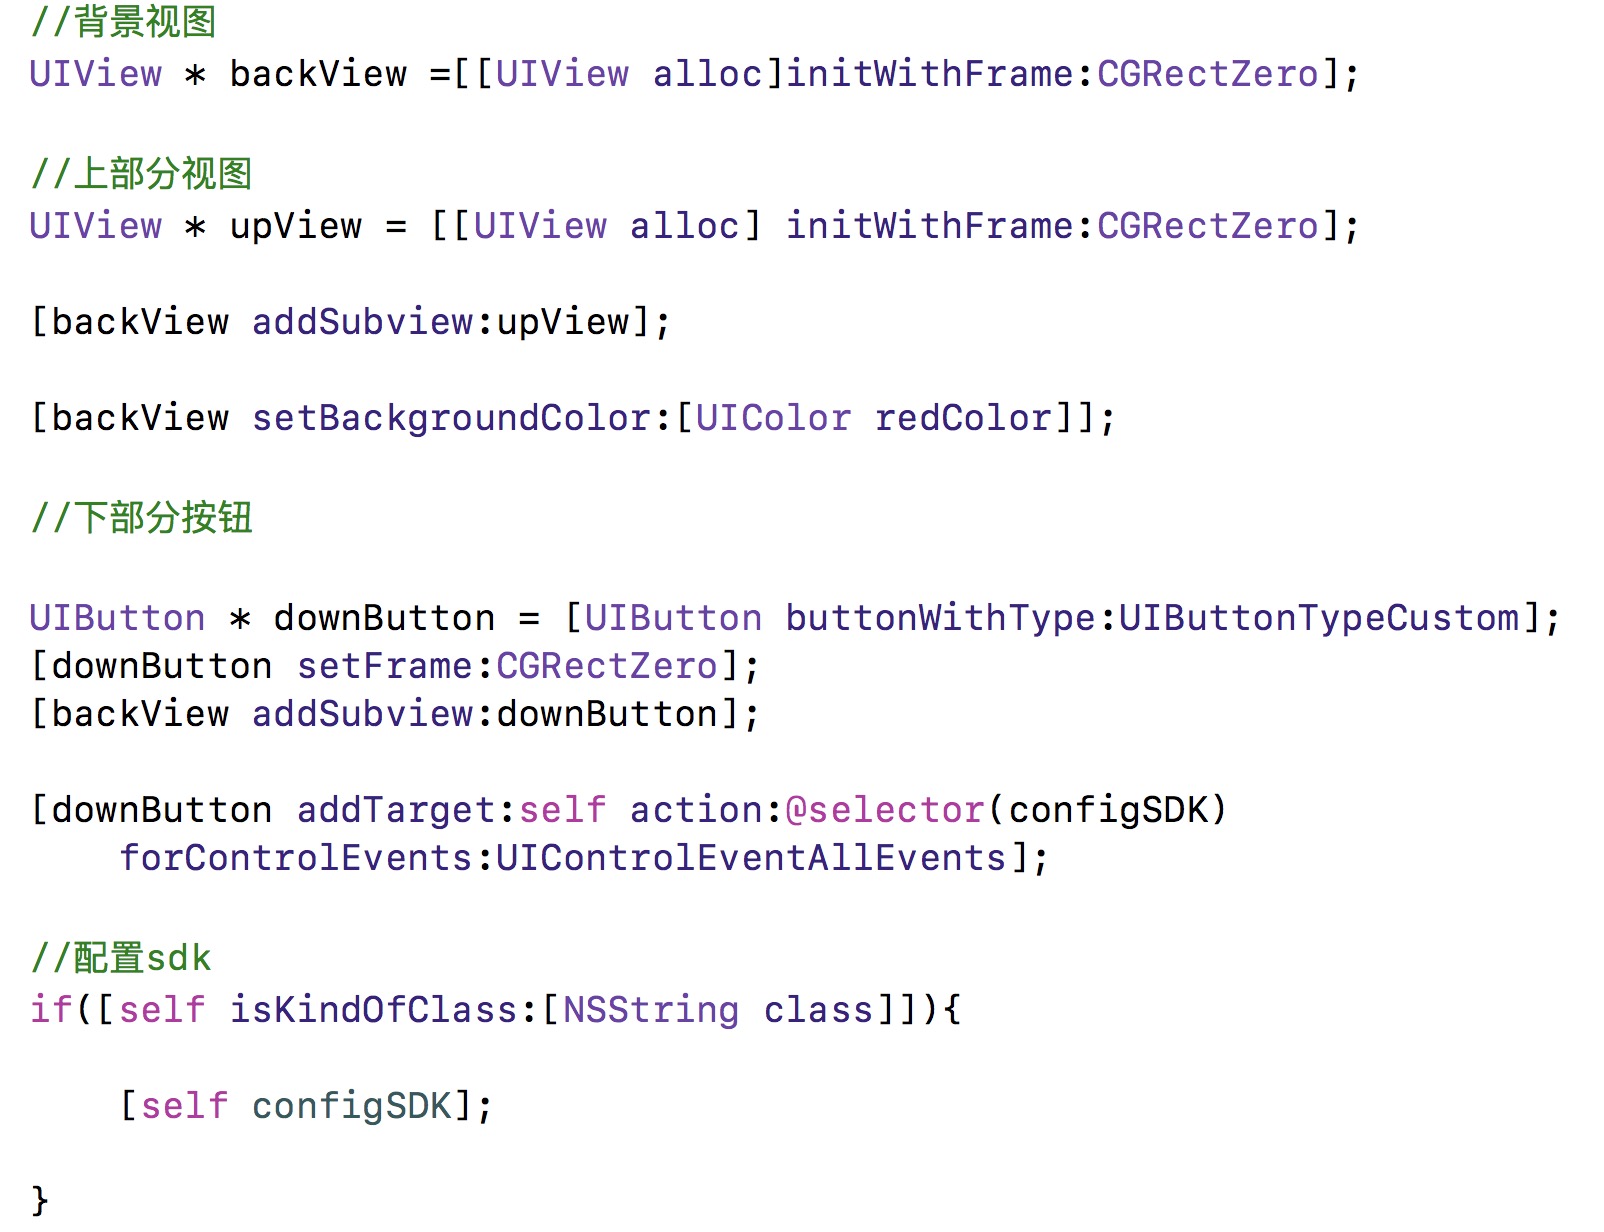 //背景视图
UIView * backView =[[UIView alloc]initWithFrame:CGRectZero];
//上部分视图
UIView * upView = [[UIView alloc] initWithFrame:CGRectZero];
[backView addSubview:upView];
[backView setBackgroundColor:[UIColor redColor]];
//下部分按钮
UIButton * downButton = [UIButton buttonWithType:UIButtonTypeCustom];
[downButton setFrame:CGRectZero];
[backView addSubview:downButton];
[downButton addTarget:self action:@selector(configSDK)
    forControlEvents:UIControlEventAllEvents];
//配置sdk
if([self isKindOfClass:[NSString class]]){
    [self configSDK];
}